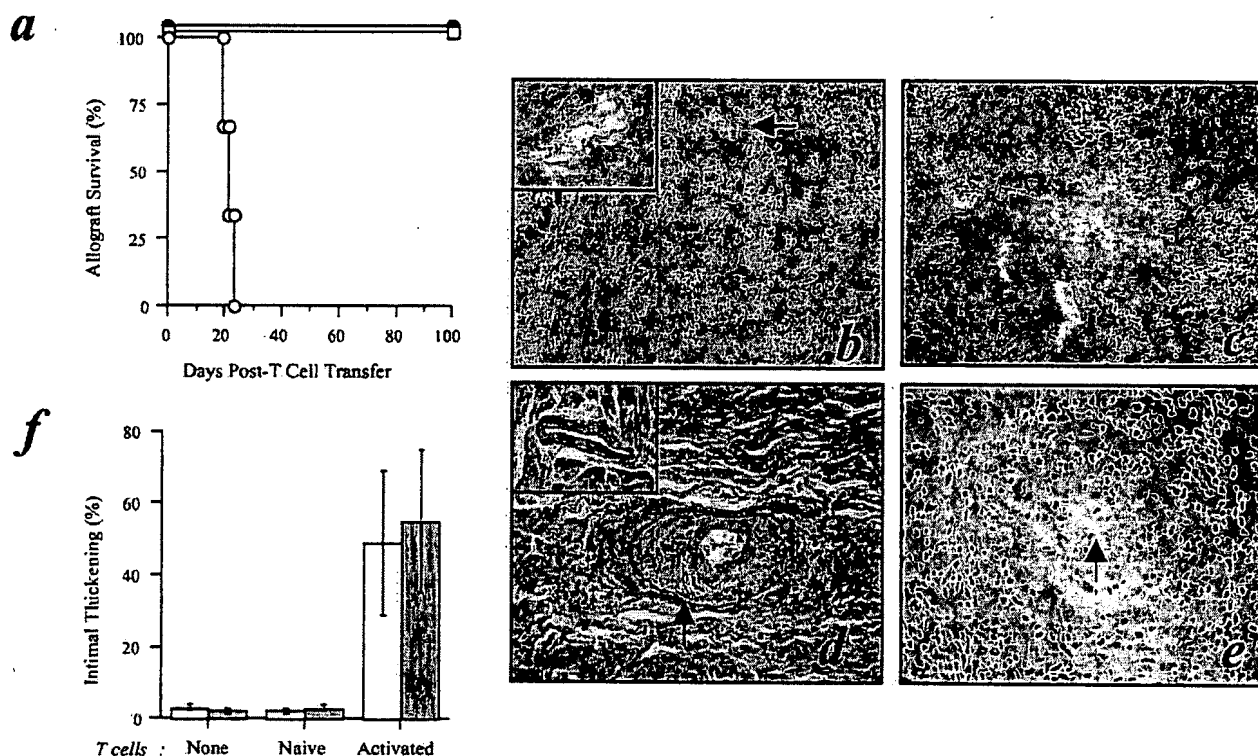 a
100
75
50
25
0
Allograft Survival (%)
0 20 40 60 80 100
Days Post-T Cell Transfer
b
c
d
e
f
80
60
40
20
0
Intimal Thickening (%)
T cells : None Naive Activated